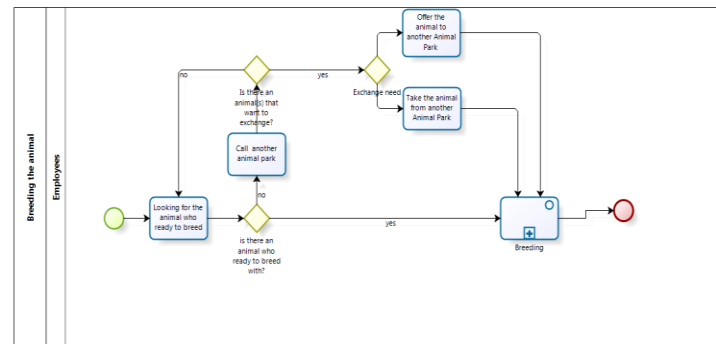 Breeding the animal
Employees
Offer the
animal to
another Animal
Park
no
yes
Is there an
animal(s) that
want to
exchange?
Exchange need
Take the animal
from another
Animal Park
Call another
animal park
no
Looking for the
animal who
ready to breed
yes
is there an
animal who
ready to breed
with?
Breeding